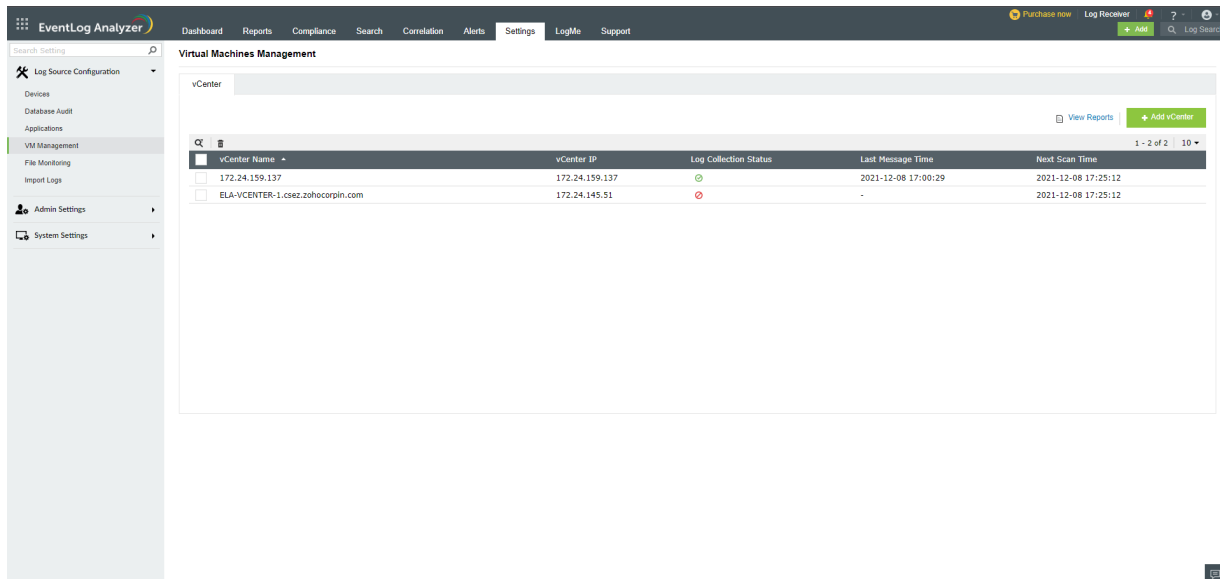 EventLog Analyzer
Purchase now Log Receiver 4 ?
Dashboard Reports Compliance Search Correlation Alerts Settings LogMe Support
+ Add Log Searc
Search Setting
Virtual Machines Management
Log Source Configuration
Devices
Database Audit
Applications
VM Management
File Monitoring
Import Logs
Admin Settings
System Settings
vCenter
View Reports + Add vCenter
1 - 2 of 2 10
vCenter Name vCenter IP Log Collection Status Last Message Time Next Scan Time
172.24.159.137 172.24.159.137 2021-12-08 17:00:29 2021-12-08 17:25:12
ELA-VCENTER-1.csez.zohocorpin.com 172.24.145.51 - 2021-12-08 17:25:12